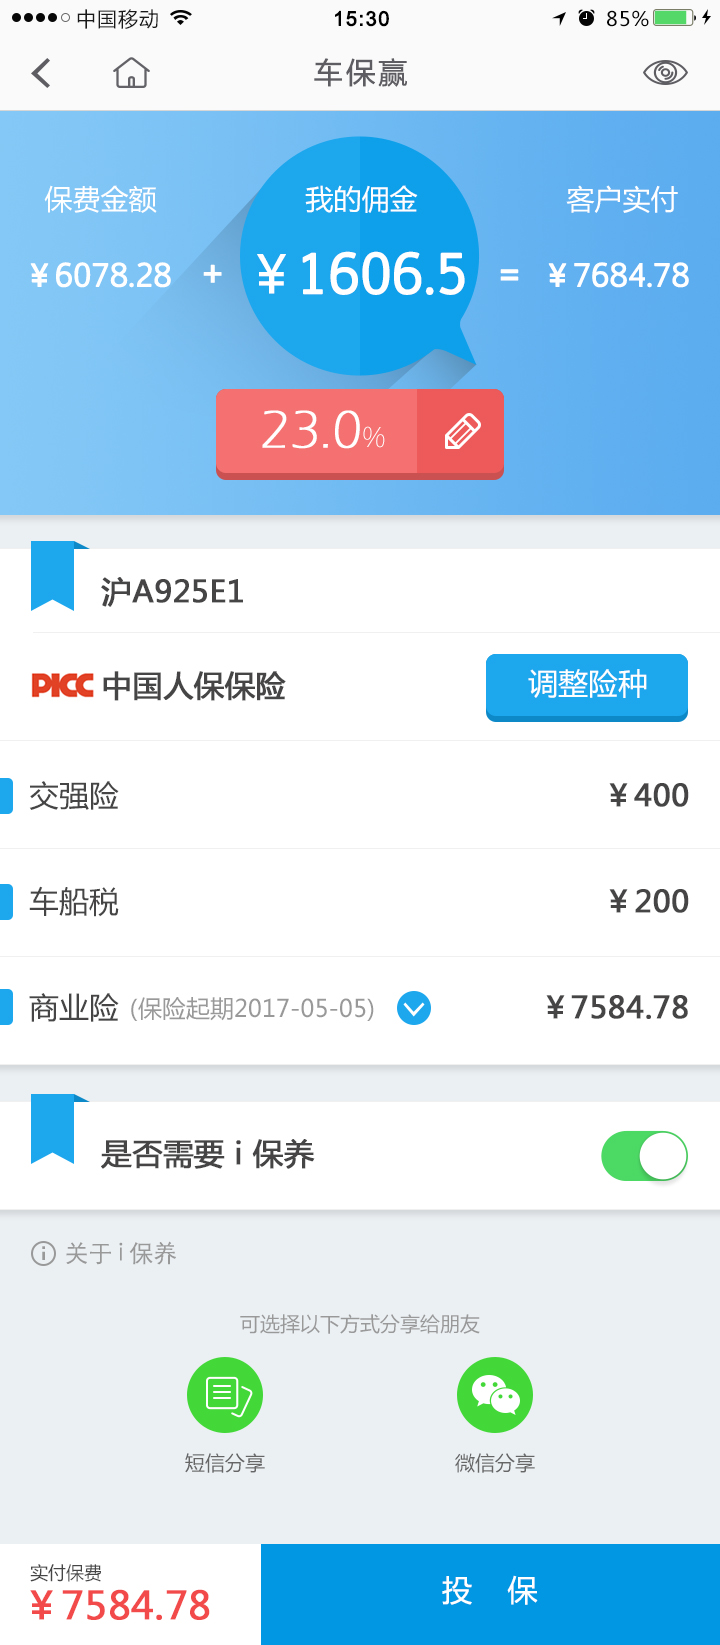 中国移动 15:30 85%
车保赢
保费金额 我的佣金 客户实付
¥6078.28 + ¥1606.5 = ¥7684.78
23.0%
沪A925E1
PICC 中国人保保险 调整险种
交强险 ¥400
车船税 ¥200
商业险 (保险起期2017-05-05) ¥7584.78
是否需要 i 保养
关于 i 保养
可选择以下方式分享给朋友
短信分享 微信分享
实付保费
¥7584.78 投 保